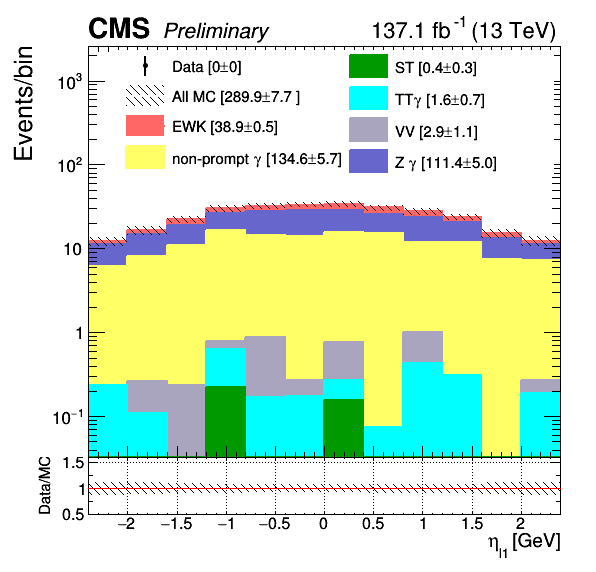 CMS Preliminary 137.1 fb⁻¹ (13 TeV)
Events/bin
Data [0±0]
All MC [289.9±7.7 ]
EWK [38.9±0.5]
non-prompt γ [134.6±5.7]
ST [0.4±0.3]
TTγ [1.6±0.7]
VV [2.9±1.1]
Z γ [111.4±5.0]
10³
10²
10
1
10⁻¹
Data/MC
1.5
1
0.5
−2 −1.5 −1 −0.5 0 0.5 1 1.5 2
η_l1 [GeV]